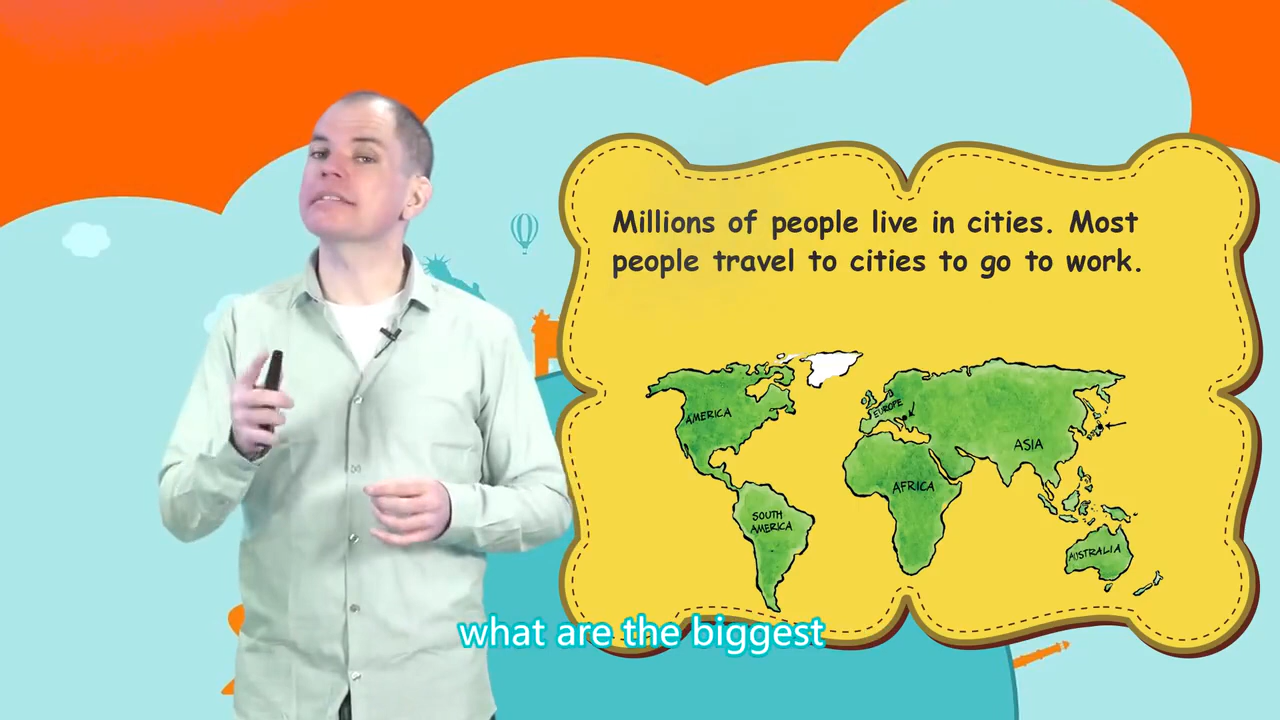 Millions of people live in cities. Most
people travel to cities to go to work.
AMERICA
EUROPE
ASIA
AFRICA
SOUTH
AMERICA
AUSTRALIA
what are the biggest